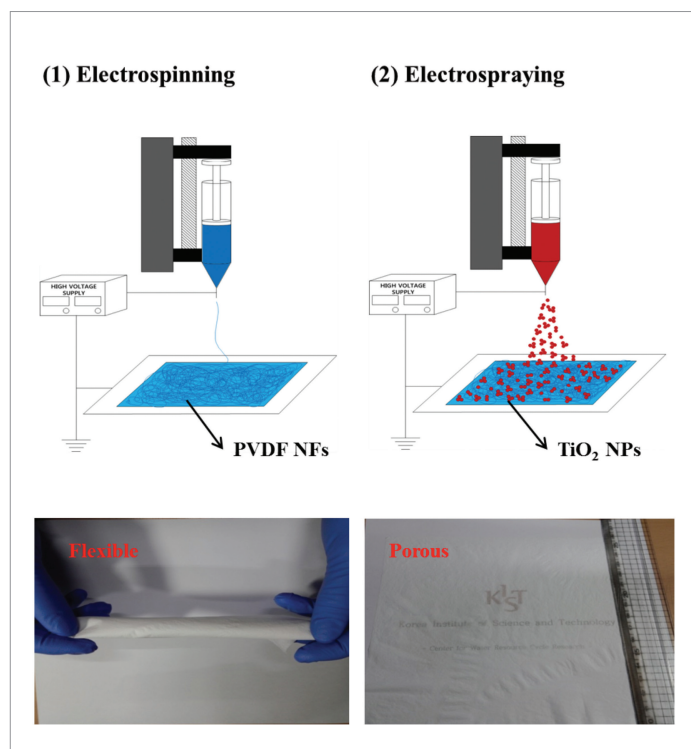 (1) Electrospinning
(2) Electrospraying
HIGH VOLTAGE
SUPPLY
HIGH VOLTAGE
SUPPLY
PVDF NFs
TiO₂ NPs
Flexible
Porous
KIST
Korea Institute of Science and Technology